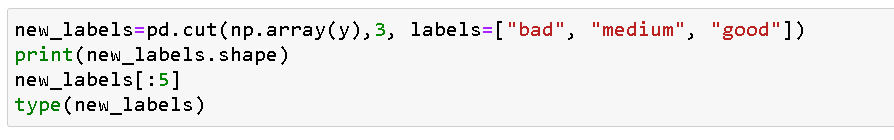 new_labels=pd.cut(np.array(y),3, labels=["bad", "medium", "good"])
print(new_labels.shape)
new_labels[:5]
type(new_labels)